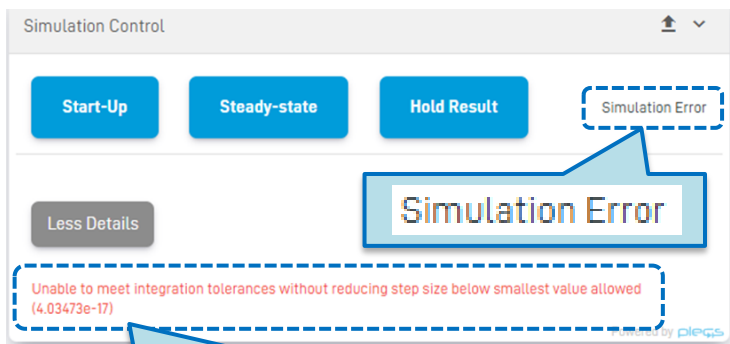 Simulation Control
Start-Up
Steady-state
Hold Result
Simulation Error
Simulation Error
Less Details
Unable to meet integration tolerances without reducing step size below smallest value allowed
(4.03473e-17)
Powered by plecs